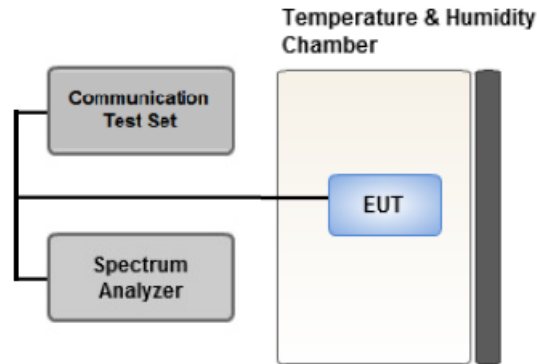 Temperature & Humidity
Chamber
Communication
Test Set
EUT
Spectrum
Analyzer